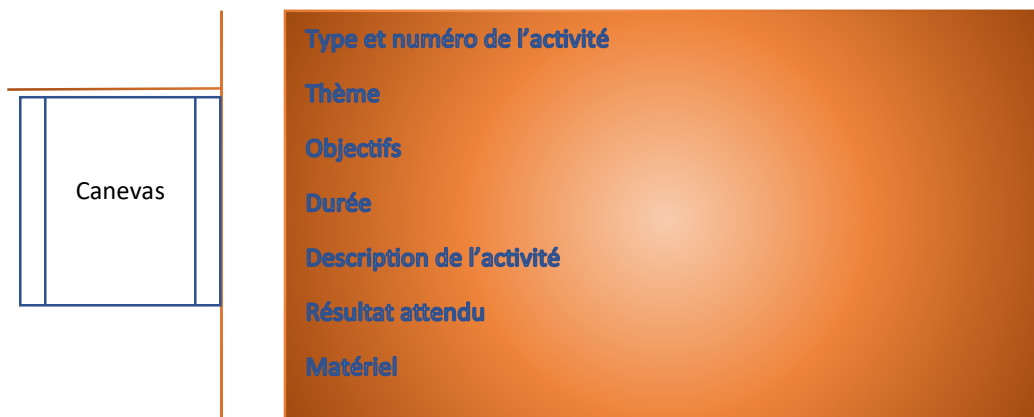 Canevas
Type et numéro de l’activité
Thème
Objectifs
Durée
Description de l’activité
Résultat attendu
Matériel